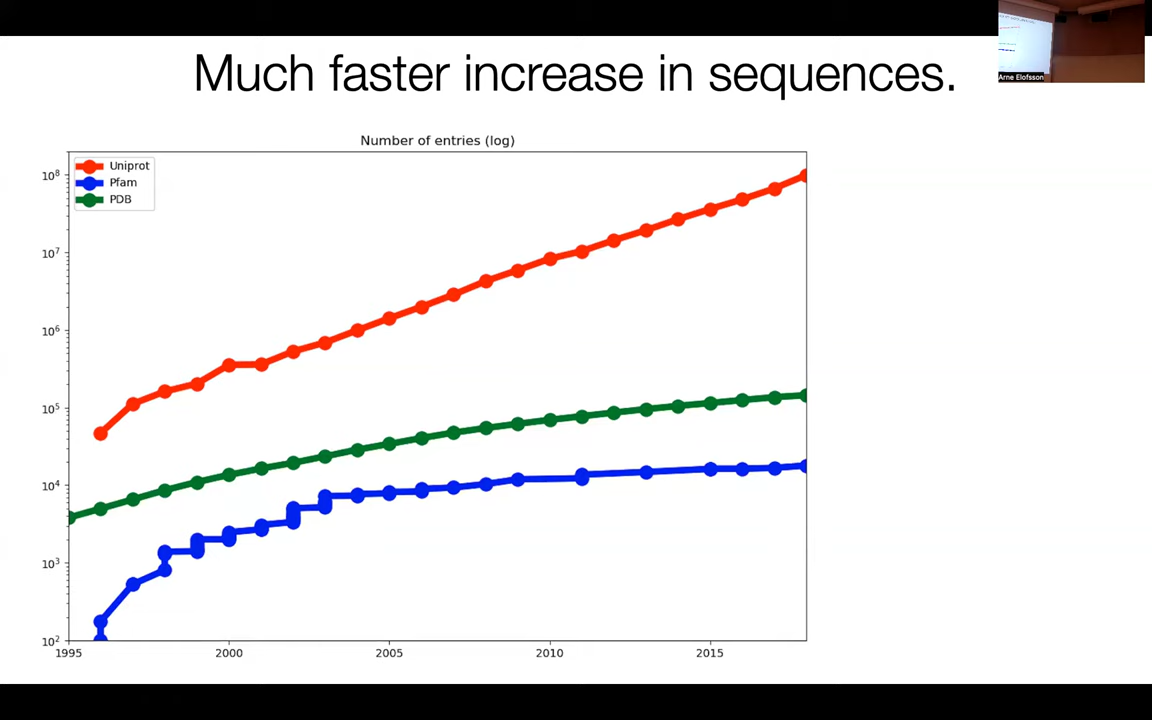 Much faster increase in sequences.
Arne Elofsson
Number of entries (log)
Uniprot
Pfam
PDB
10⁸
10⁷
10⁶
10⁵
10⁴
10³
10²
1995 2000 2005 2010 2015